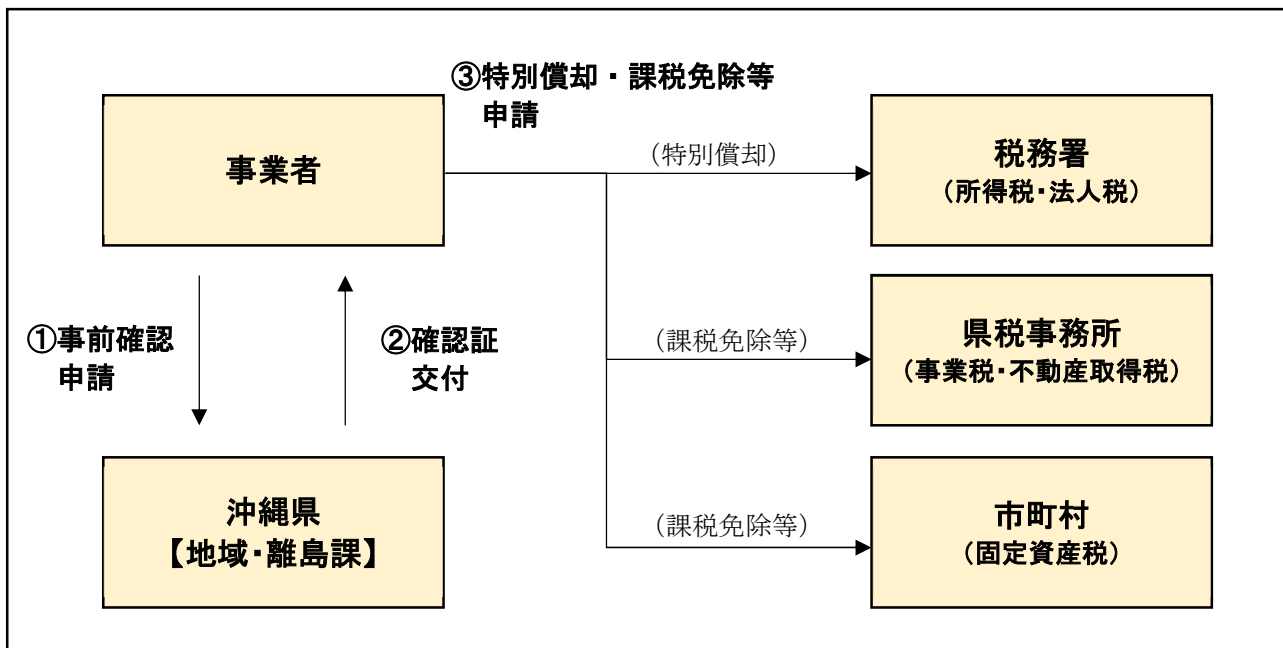 ③特別償却・課税免除等
申請
事業者
(特別償却)
税務署
(所得税・法人税)
①事前確認
申請
②確認証
交付
(課税免除等)
県税事務所
(事業税・不動産取得税)
沖縄県
【地域・離島課】
(課税免除等)
市町村
(固定資産税)